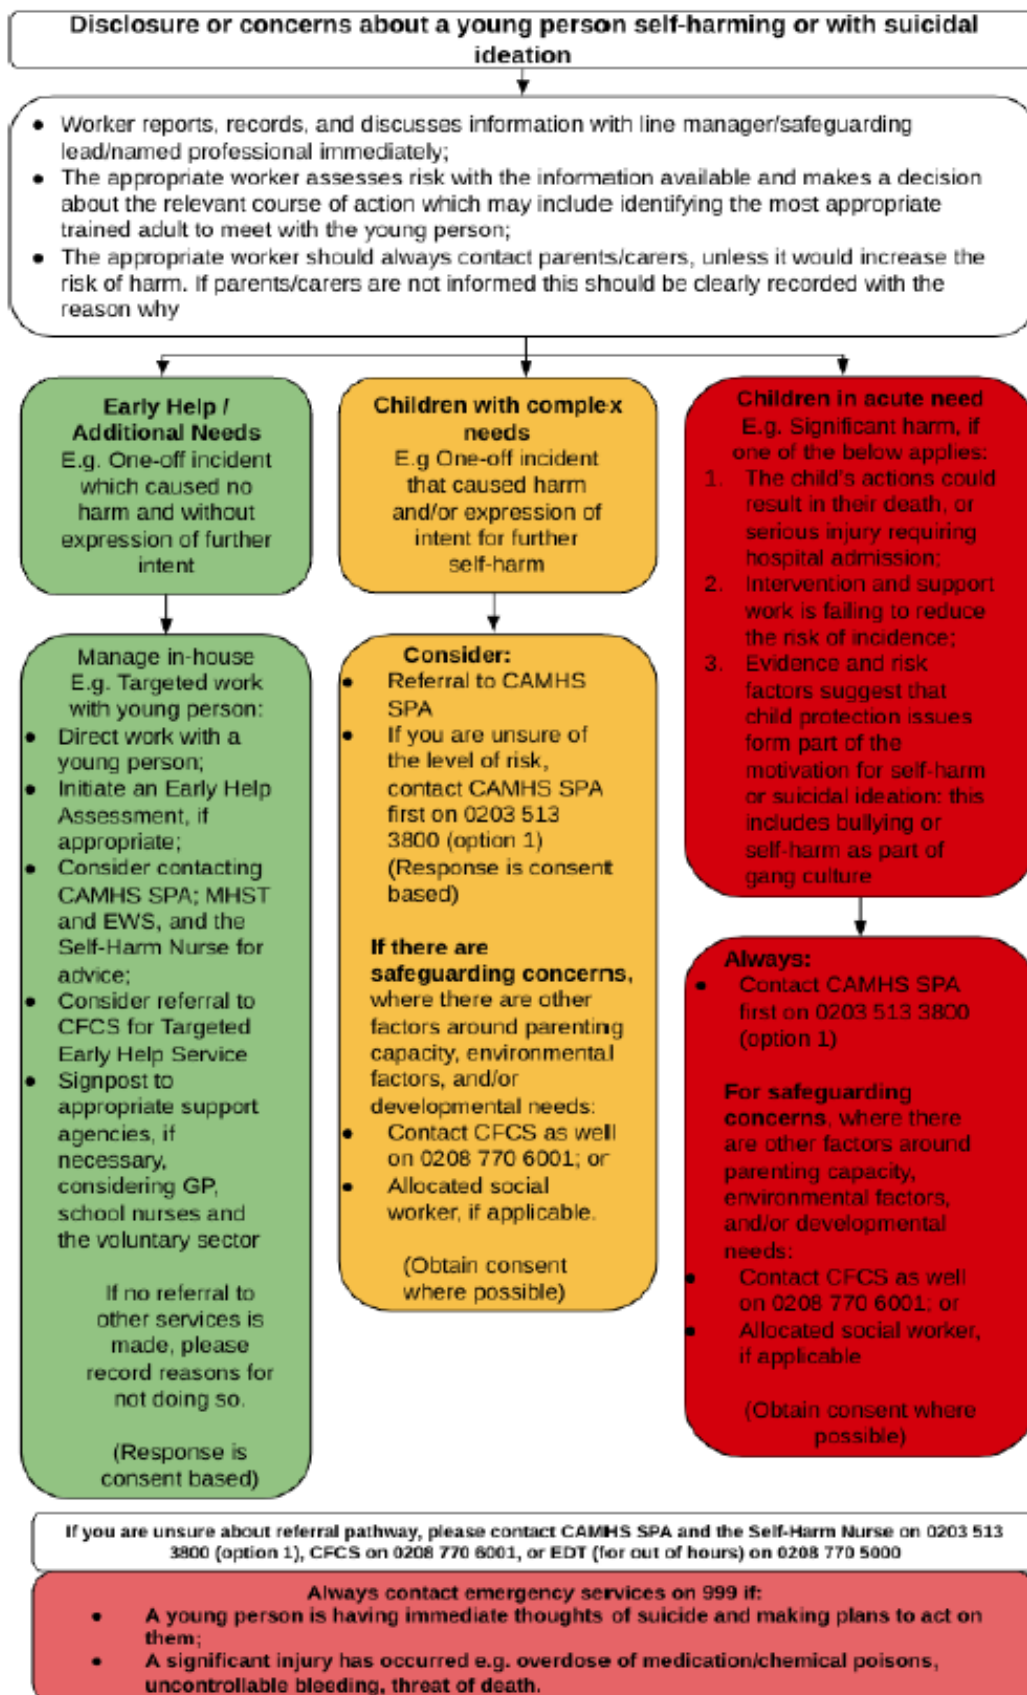 Disclosure or concerns about a young person self-harming or with suicidal
ideation
● Worker reports, records, and discusses information with line manager/safeguarding
lead/named professional immediately;
● The appropriate worker assesses risk with the information available and makes a decision
about the relevant course of action which may include identifying the most appropriate
trained adult to meet with the young person;
● The appropriate worker should always contact parents/carers, unless it would increase the
risk of harm. If parents/carers are not informed this should be clearly recorded with the
reason why
Early Help /
Additional Needs
E.g. One-off incident
which caused no
harm and without
expression of further
intent
Manage in-house
E.g. Targeted work
with young person:
● Direct work with a
young person;
● Initiate an Early Help
Assessment, if
appropriate;
● Consider contacting
CAMHS SPA; MHST
and EWS, and the
Self-Harm Nurse for
advice;
● Consider referral to
CFCS for Targeted
Early Help Service
● Signpost to
appropriate support
agencies, if
necessary,
considering GP,
school nurses and
the voluntary sector
If no referral to
other services is
made, please
record reasons for
not doing so.
(Response is
consent based)
Children with complex
needs
E.g One-off incident
that caused harm
and/or expression of
intent for further
self-harm
Consider:
● Referral to CAMHS
SPA
● If you are unsure of
the level of risk,
contact CAMHS SPA
first on 0203 513
3800 (option 1)
(Response is consent
based)
If there are
safeguarding concerns,
where there are other
factors around parenting
capacity, environmental
factors, and/or
developmental needs:
● Contact CFCS as well
on 0208 770 6001; or
● Allocated social
worker, if applicable.
(Obtain consent
where possible)
Children in acute need
E.g. Significant harm, if
one of the below applies:
1. The child's actions could
result in their death, or
serious injury requiring
hospital admission;
2. Intervention and support
work is failing to reduce
the risk of incidence;
3. Evidence and risk
factors suggest that
child protection issues
form part of the
motivation for self-harm
or suicidal ideation: this
includes bullying or
self-harm as part of
gang culture
Always:
● Contact CAMHS SPA
first on 0203 513 3800
(option 1)
For safeguarding
concerns, where there
are other factors around
parenting capacity,
environmental factors,
and/or developmental
needs:
● Contact CFCS as well
on 0208 770 6001; or
● Allocated social worker,
if applicable
(Obtain consent where
possible)
If you are unsure about referral pathway, please contact CAMHS SPA and the Self-Harm Nurse on 0203 513
3800 (option 1), CFCS on 0208 770 6001, or EDT (for out of hours) on 0208 770 5000
Always contact emergency services on 999 if:
● A young person is having immediate thoughts of suicide and making plans to act on
them;
● A significant injury has occurred e.g. overdose of medication/chemical poisons,
uncontrollable bleeding, threat of death.